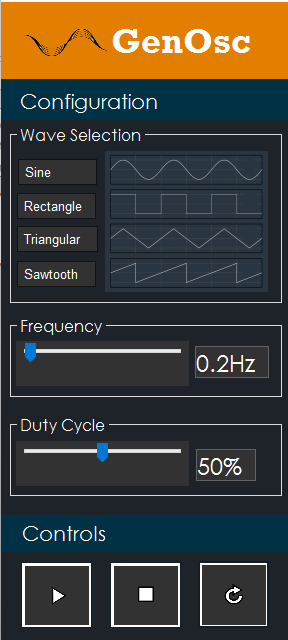 GenOsc
Configuration
Wave Selection
Sine
Rectangle
Triangular
Sawtooth
Frequency
0.2Hz
Duty Cycle
50%
Controls